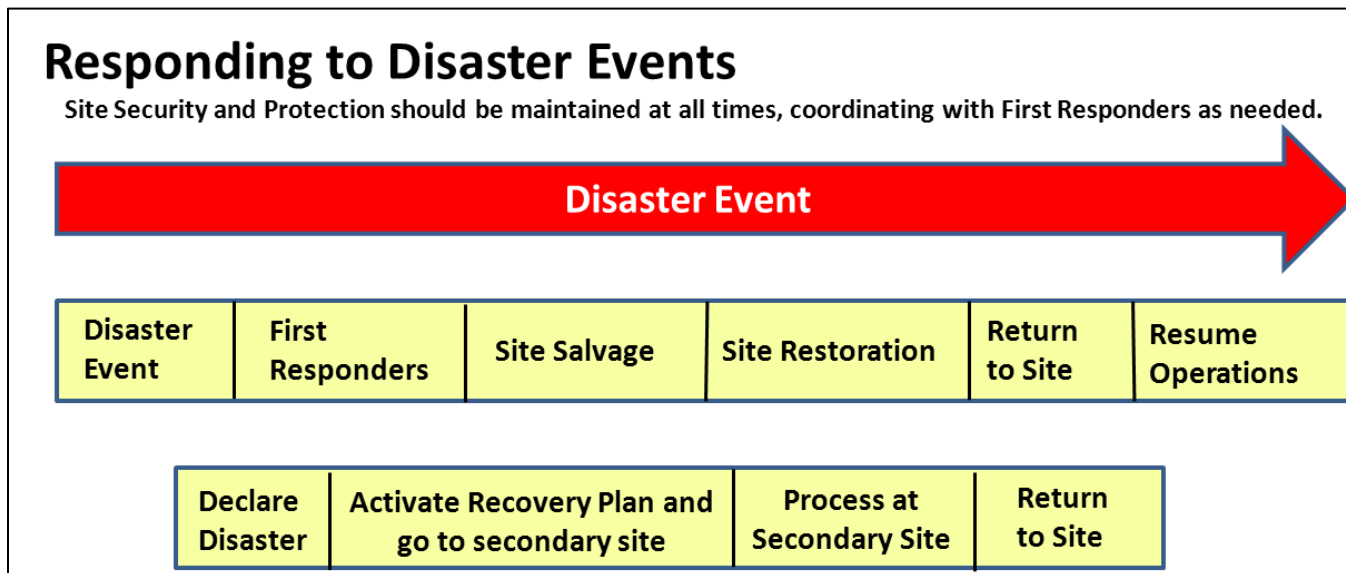 Responding to Disaster Events
Site Security and Protection should be maintained at all times, coordinating with First Responders as needed.
Disaster Event
Disaster
Event
First
Responders
Site Salvage
Site Restoration
Return
to Site
Resume
Operations
Declare
Disaster
Activate Recovery Plan and
go to secondary site
Process at
Secondary Site
Return
to Site